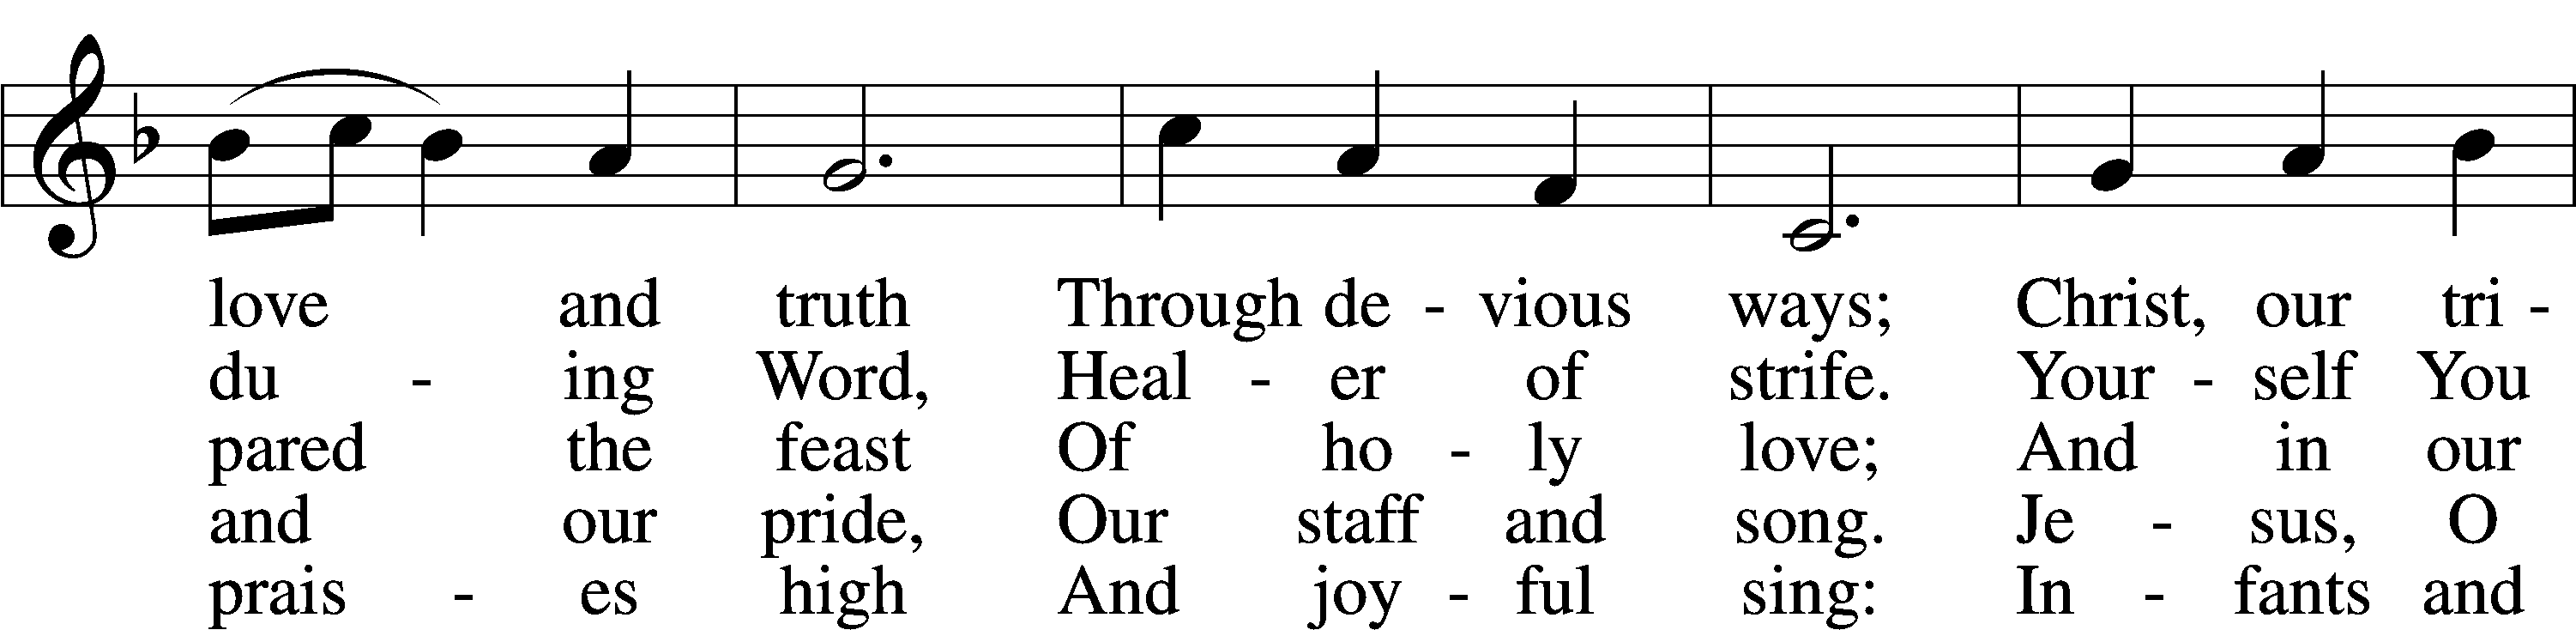 love and truth Through de - vious ways; Christ, our tri -
du - ing Word, Heal - er of strife. Your - self You
pared the feast Of ho - ly love; And in our
and our pride, Our staff and song. Je - sus, O
prais - es high And joy - ful sing: In - fants and